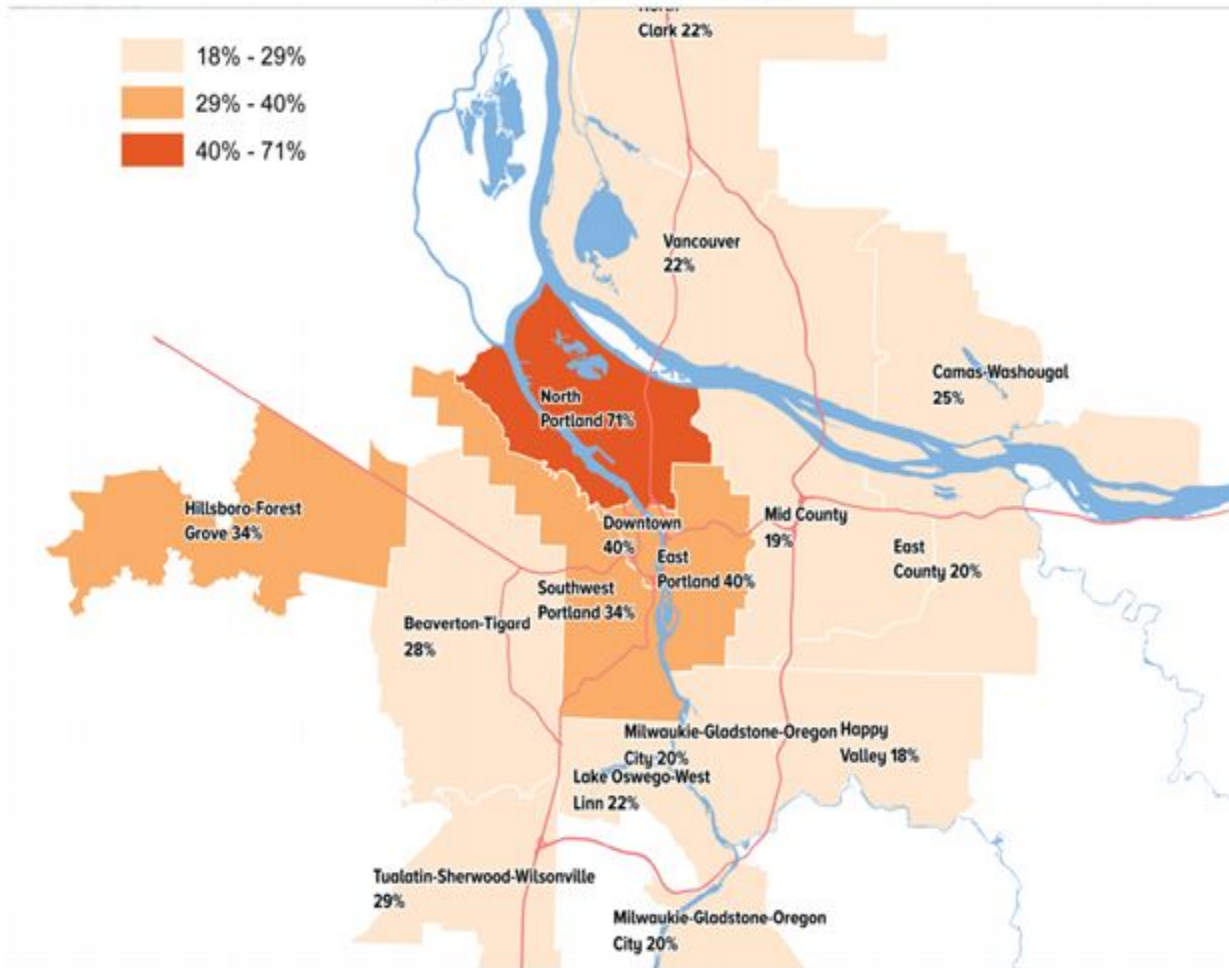 North
Clark 22%
18% - 29%
29% - 40%
40% - 71%
Vancouver
22%
Camas-Washougal
25%
North
Portland 71%
Hillsboro-Forest
Grove 34%
Downtown
40%
Mid County
19%
East
Portland 40%
East
County 20%
Southwest
Portland 34%
Beaverton-Tigard
28%
Milwaukie-Gladstone-Oregon
City 20%
Happy
Valley 18%
Lake Oswego-West
Linn 22%
Tualatin-Sherwood-Wilsonville
29%
Milwaukie-Gladstone-Oregon
City 20%